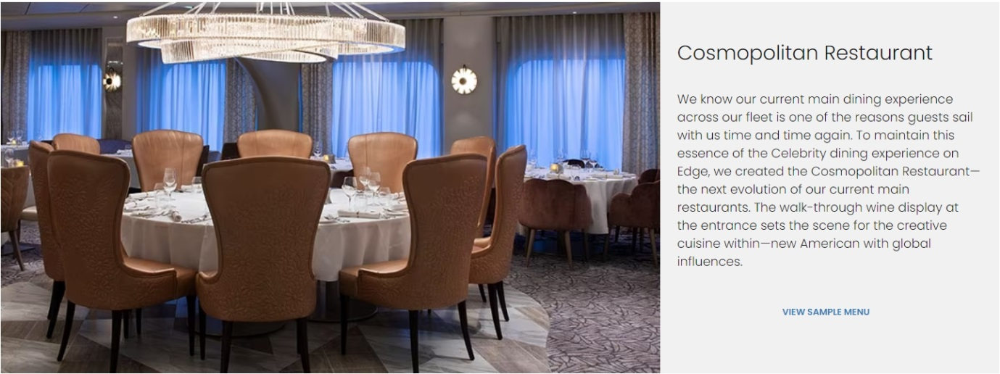 Cosmopolitan Restaurant
We know our current main dining experience
across our fleet is one of the reasons guests sail
with us time and time again. To maintain this
essence of the Celebrity dining experience on
Edge, we created the Cosmopolitan Restaurant—
the next evolution of our current main
restaurants. The walk-through wine display at
the entrance sets the scene for the creative
cuisine within—new American with global
influences.
VIEW SAMPLE MENU